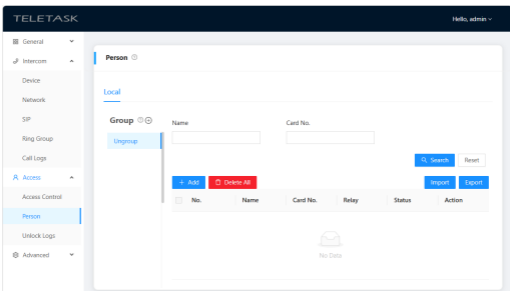 TELETASK
Hello, admin
General
Intercom
Device
Network
SIP
Ring Group
Call Logs
Access
Access Control
Person
Unlock Logs
Advanced
Person
Local
Group
Ungroup
Name Card No.
Search Reset
+ Add Delete All Import Export
No. Name Card No. Relay Status Action
No Data